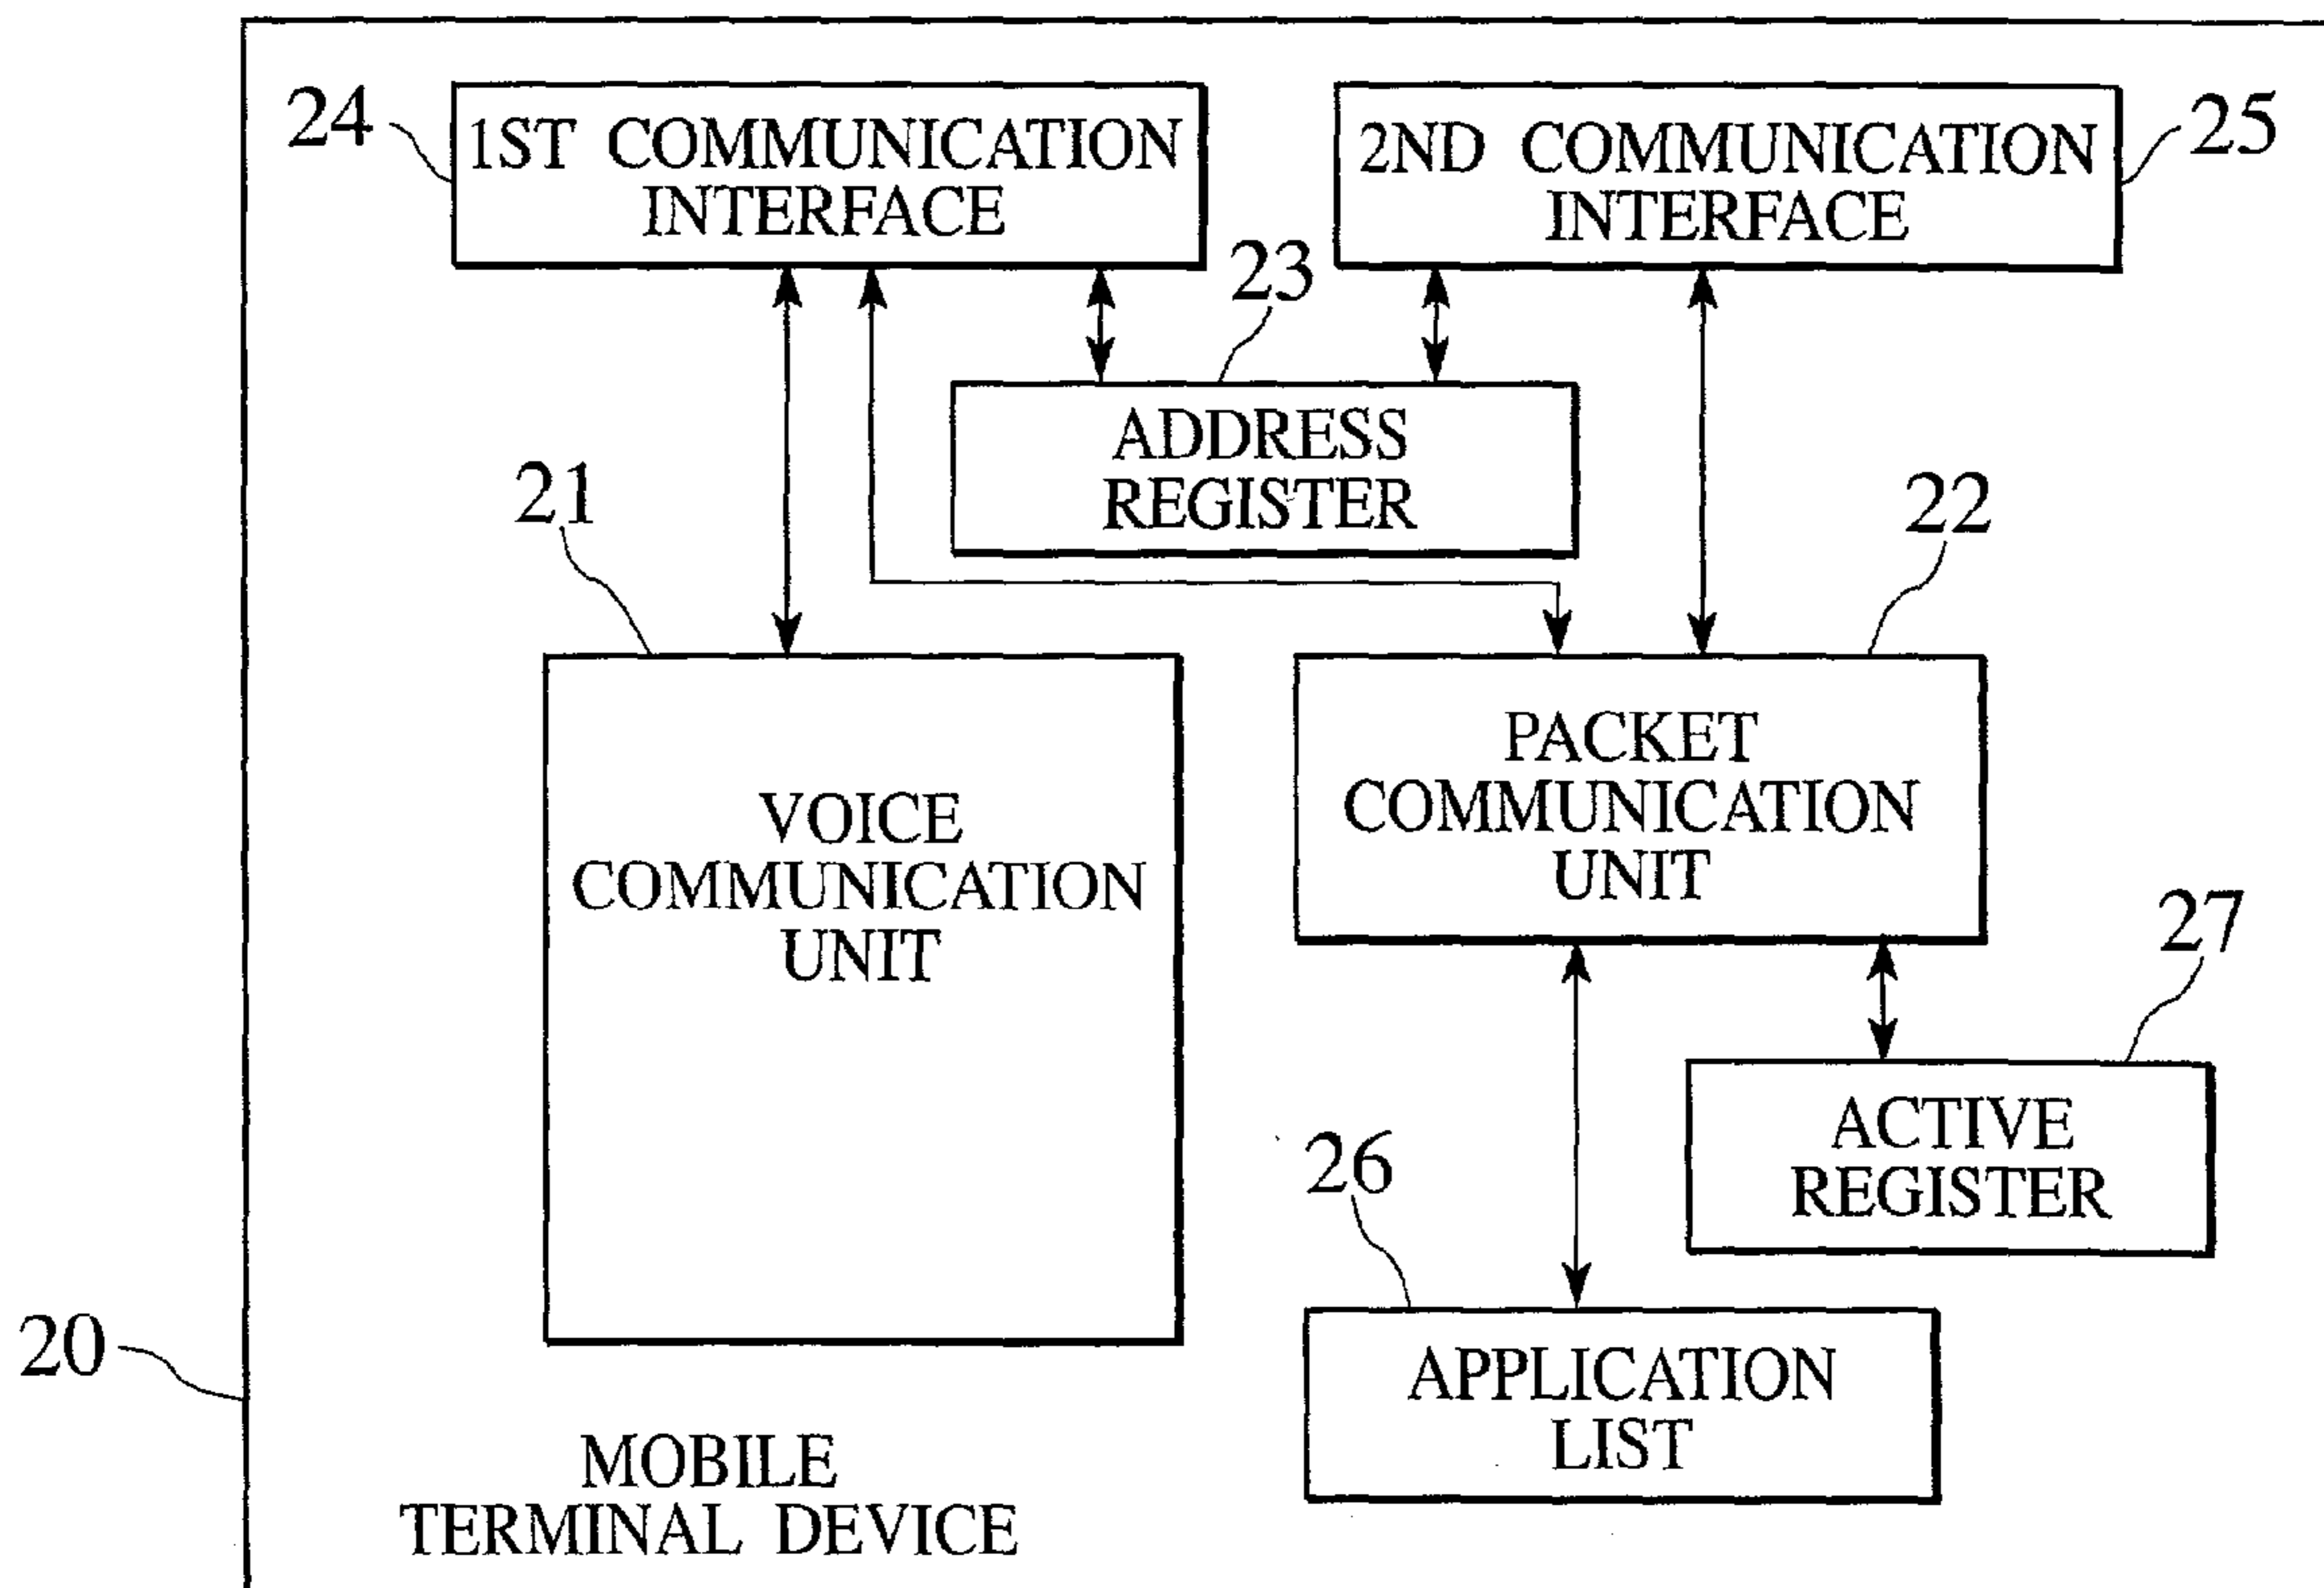 24
1ST COMMUNICATION
INTERFACE
2ND COMMUNICATION
INTERFACE
25
23
ADDRESS
REGISTER
21
22
VOICE
COMMUNICATION
UNIT
PACKET
COMMUNICATION
UNIT
27
ACTIVE
REGISTER
26
APPLICATION
LIST
20
MOBILE
TERMINAL DEVICE